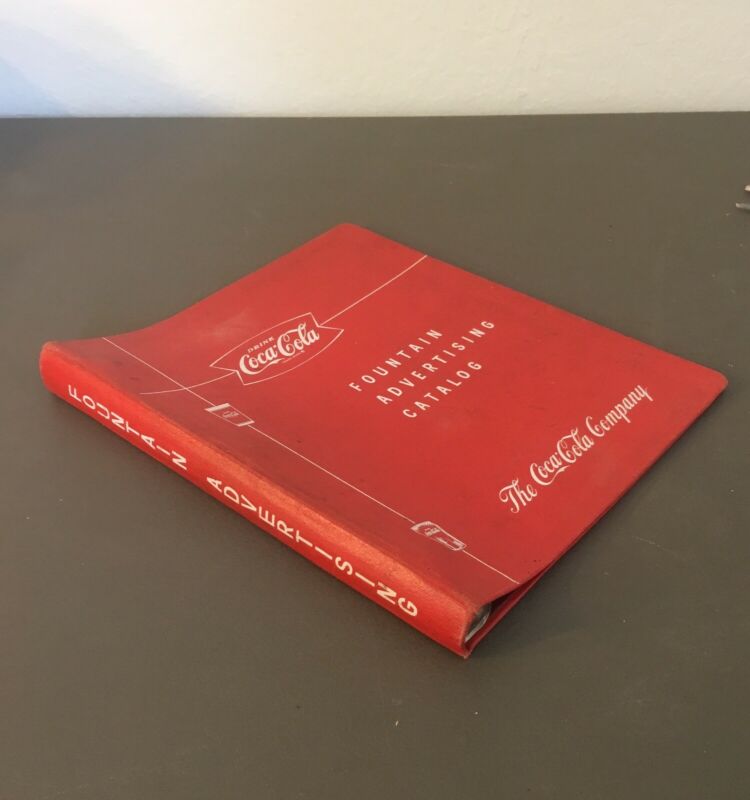 DRINK
Coca-Cola
FOUNTAIN
ADVERTISING
CATALOG
The Coca-Cola Company
FOUNTAIN ADVERTISING